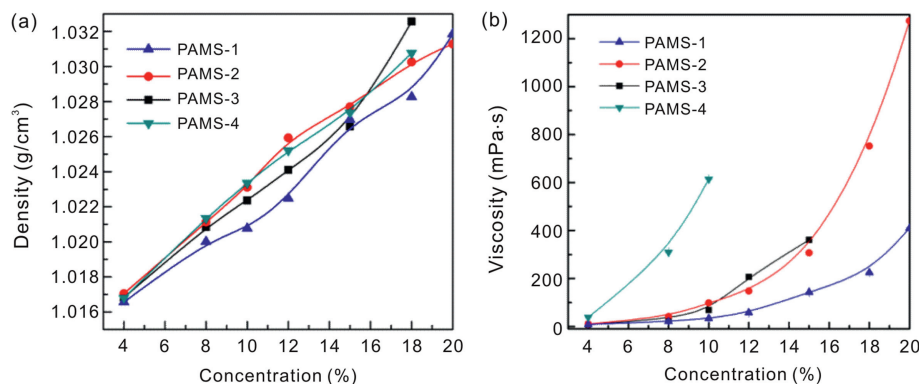 (a)
1.032
1.030
1.028
1.026
1.024
1.022
1.020
1.018
1.016
Density (g/cm³)
PAMS-1
PAMS-2
PAMS-3
PAMS-4
4 6 8 10 12 14 16 18 20
Concentration (%)
(b)
1200
1000
800
600
400
200
0
Viscosity (mPa·s)
PAMS-1
PAMS-2
PAMS-3
PAMS-4
4 6 8 10 12 14 16 18 20
Concentration (%)